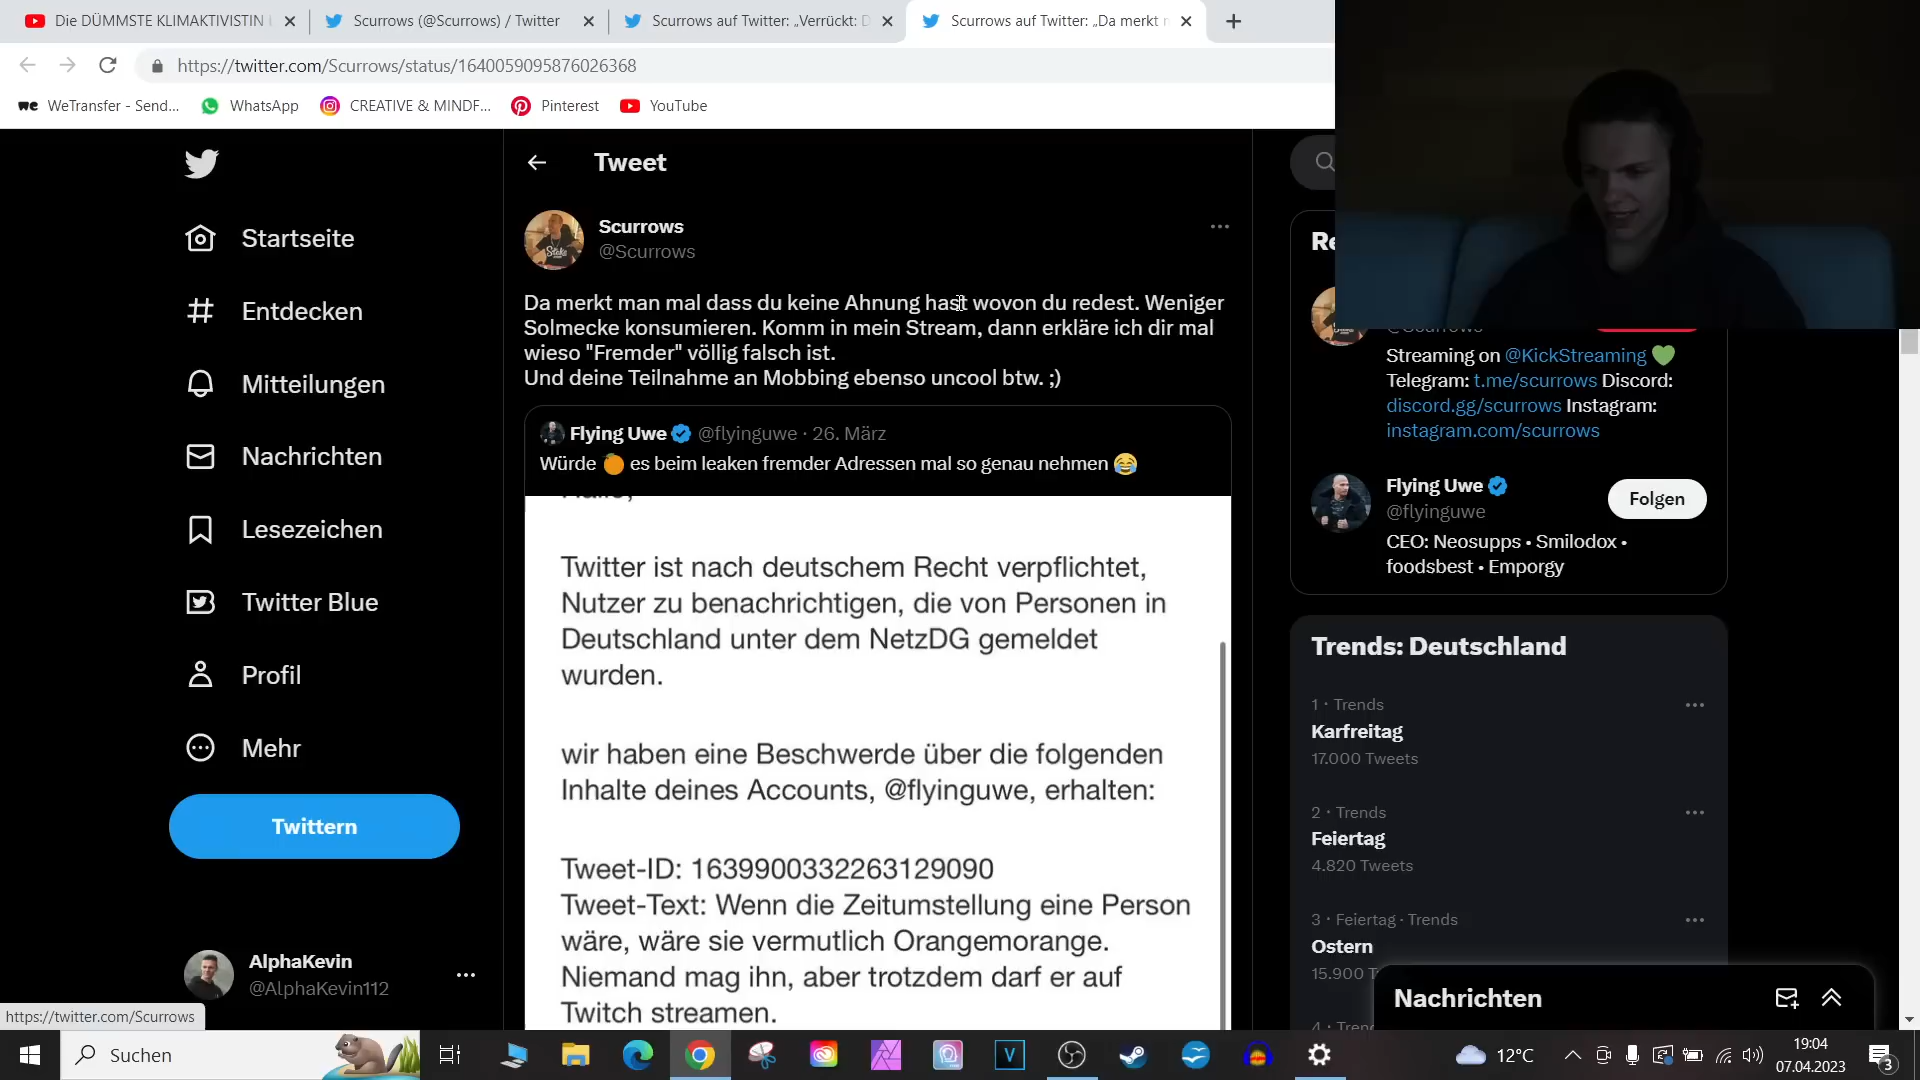 Die DÜMMSTE KLIMAAKTIVISTIN
Scurrows (@Scurrows) / Twitter
Scurrows auf Twitter: „Verrückt: D
Scurrows auf Twitter: „Da merkt m
https://twitter.com/Scurrows/status/1640059095876026368
WeTransfer - Send...
WhatsApp
CREATIVE & MINDF...
Pinterest
YouTube
Tweet
Startseite
Entdecken
Mitteilungen
Nachrichten
Lesezeichen
Twitter Blue
Profil
Mehr
Twittern
AlphaKevin
@AlphaKevin112
https://twitter.com/Scurrows
Scurrows
@Scurrows
Da merkt man mal dass du keine Ahnung hast wovon du redest. Weniger
Solmecke konsumieren. Komm in mein Stream, dann erkläre ich dir mal
wieso "Fremder" völlig falsch ist.
Und deine Teilnahme an Mobbing ebenso uncool btw. ;)
Flying Uwe @flyinguwe · 26. März
Würde 🍊 es beim leaken fremder Adressen mal so genau nehmen 😂
Hallo,
Twitter ist nach deutschem Recht verpflichtet,
Nutzer zu benachrichtigen, die von Personen in
Deutschland unter dem NetzDG gemeldet
wurden.
wir haben eine Beschwerde über die folgenden
Inhalte deines Accounts, @flyinguwe, erhalten:
Tweet-ID: 1639900332263129090
Tweet-Text: Wenn die Zeitumstellung eine Person
wäre, wäre sie vermutlich Orangemorange.
Niemand mag ihn, aber trotzdem darf er auf
Twitch streamen.
Re
@Scurrows
Streaming on @KickStreaming 💚
Telegram: t.me/scurrows Discord:
discord.gg/scurrows Instagram:
instagram.com/scurrows
Flying Uwe
@flyinguwe
Folgen
CEO: Neosupps • Smilodox •
foodsbest • Emporgy
Trends: Deutschland
1 · Trends
Karfreitag
17.000 Tweets
2 · Trends
Feiertag
4.820 Tweets
3 · Feiertag · Trends
Ostern
15.900 T
4 · Tren
Nachrichten
Suchen
12°C
19:04
07.04.2023
3